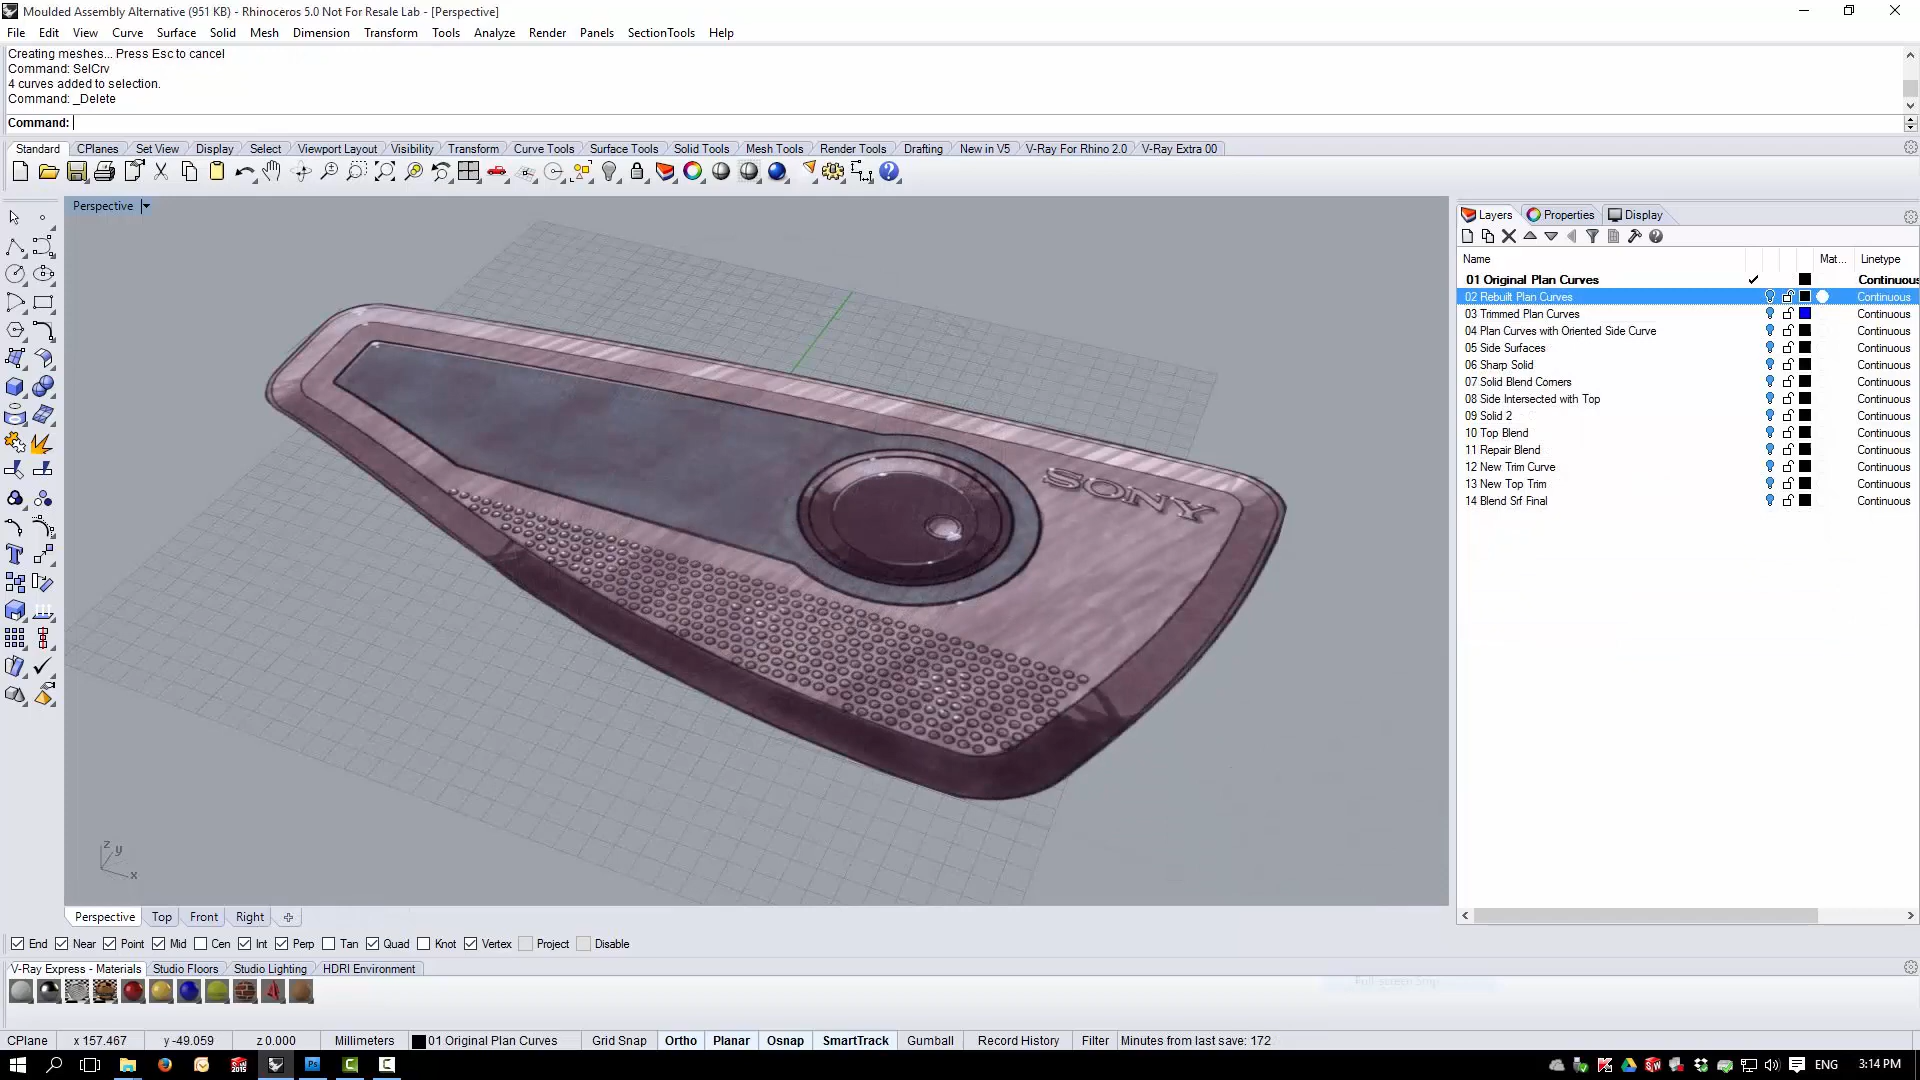 Moulded Assembly Alternative (951 KB) - Rhinoceros 5.0 Not For Resale Lab - [Perspective]
File Edit View Curve Surface Solid Mesh Dimension Transform Tools Analyze Render Panels SectionTools Help
Creating meshes... Press Esc to cancel
Command: SelCrv
4 curves added to selection.
Command: _Delete
Command:
Standard CPlanes Set View Display Select Viewport Layout Visibility Transform Curve Tools Surface Tools Solid Tools Mesh Tools Render Tools Drafting New in V5 V-Ray For Rhino 2.0 V-Ray Extra 00
Perspective
Layers Properties Display
Name Mat... Linetype
01 Original Plan Curves Continuous
02 Rebuilt Plan Curves Continuous
03 Trimmed Plan Curves Continuous
04 Plan Curves with Oriented Side Curve Continuous
05 Side Surfaces Continuous
06 Sharp Solid Continuous
07 Solid Blend Corners Continuous
08 Side Intersected with Top Continuous
09 Solid 2 Continuous
10 Top Blend Continuous
11 Repair Blend Continuous
12 New Trim Curve Continuous
13 New Top Trim Continuous
14 Blend Srf Final Continuous
SONY
z y
x
Perspective Top Front Right
End Near Point Mid Cen Int Perp Tan Quad Knot Vertex Project Disable
V-Ray Express - Materials Studio Floors Studio Lighting HDRI Environment
Full-screen Snip
CPlane x 157.467 y -49.059 z 0.000 Millimeters 01 Original Plan Curves Grid Snap Ortho Planar Osnap SmartTrack Gumball Record History Filter Minutes from last save: 172
ENG 3:14 PM